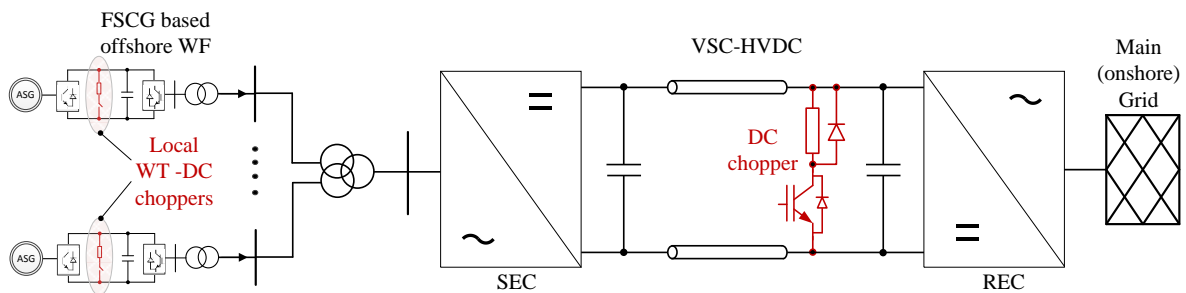 FSCG based
offshore WF
VSC-HVDC
Main
(onshore)
Grid
ASG
Local
WT -DC
choppers
DC
chopper
ASG
SEC
REC